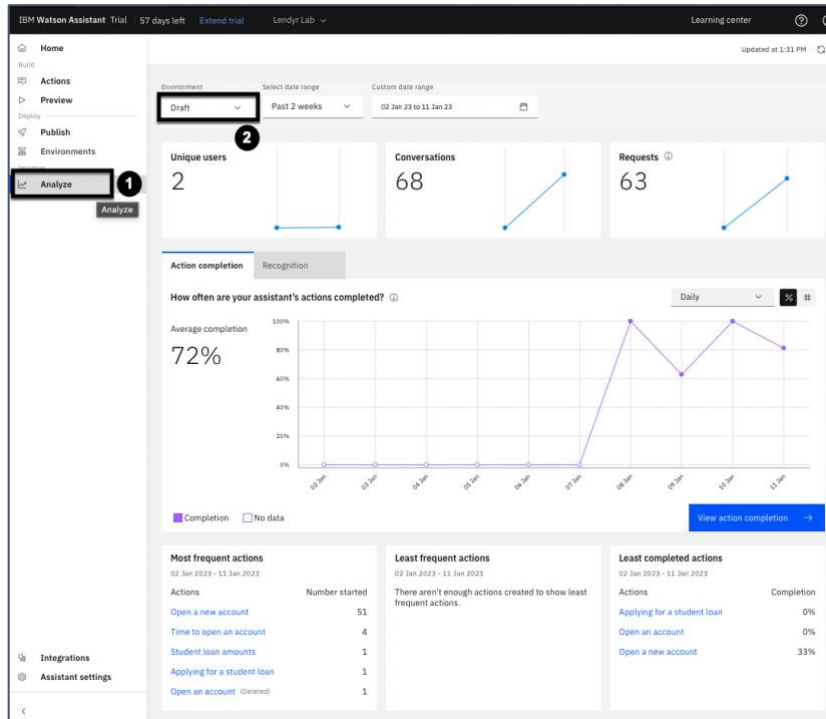 IBM Watson Assistant Trial 57 days left Extend trial Lendyr Lab Learning center
Home
Updated at 1:31 PM
Build
Actions
Preview
Deploy
Publish
Environments
Analyze
1
Analyze
Integrations
Assistant settings
Environment Select date range Custom date range
Draft Past 2 weeks 02 Jan 23 to 11 Jan 23
2
Unique users
2
Conversations
68
Requests
63
Action completion Recognition
How often are your assistant's actions completed?
Daily % #
Average completion
72%
100%
80%
60%
40%
20%
0%
02 Jan 03 Jan 04 Jan 05 Jan 06 Jan 07 Jan 08 Jan 09 Jan 10 Jan 11 Jan
Completion No data
View action completion
Most frequent actions
02 Jan 2023 - 11 Jan 2023
Actions Number started
Open a new account 51
Time to open an account 4
Student loan amounts 1
Applying for a student loan 1
Open an account (Deleted) 1
Least frequent actions
02 Jan 2023 - 11 Jan 2023
There aren't enough actions created to show least
frequent actions.
Least completed actions
02 Jan 2023 - 11 Jan 2023
Actions Completion
Applying for a student loan 0%
Open an account 0%
Open a new account 33%